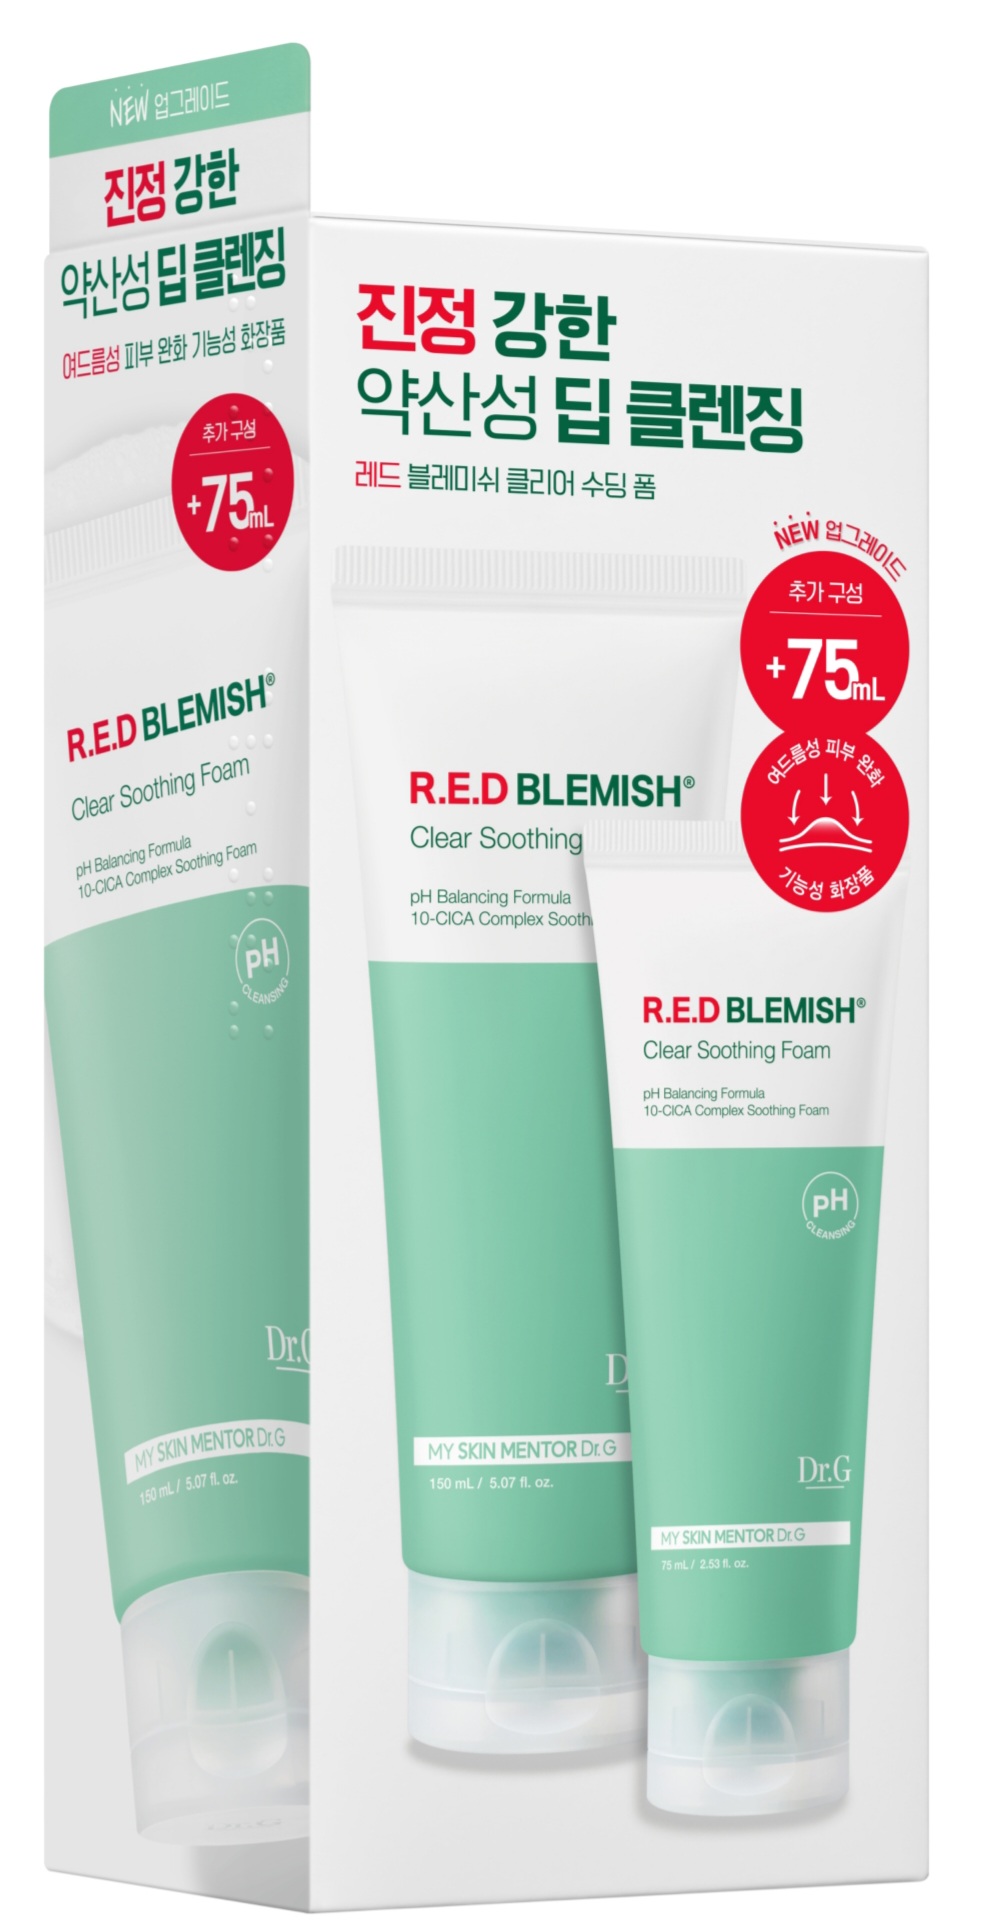 NEW 업그레이드
진정 강한
약산성 딥 클렌징
여드름성 피부 완화 기능성 화장품
추가 구성
+75mL
R.E.D BLEMISH®
Clear Soothing Foam
pH Balancing Formula
10-CICA Complex Soothing Foam
pH
CLEANSING
Dr.G
MY SKIN MENTOR Dr.G
150 mL / 5.07 fl. oz.
진정 강한
약산성 딥 클렌징
레드 블레미쉬 클리어 수딩 폼
NEW 업그레이드
추가 구성
+75mL
여드름성 피부 완화
기능성 화장품
R.E.D BLEMISH®
Clear Soothing
pH Balancing Formula
10-CICA Complex Sooth
D
MY SKIN MENTOR Dr.G
150 mL / 5.07 fl. oz.
R.E.D BLEMISH®
Clear Soothing Foam
pH Balancing Formula
10-CICA Complex Soothing Foam
pH
CLEANSING
Dr.G
MY SKIN MENTOR Dr.G
75 mL / 2.53 fl. oz.